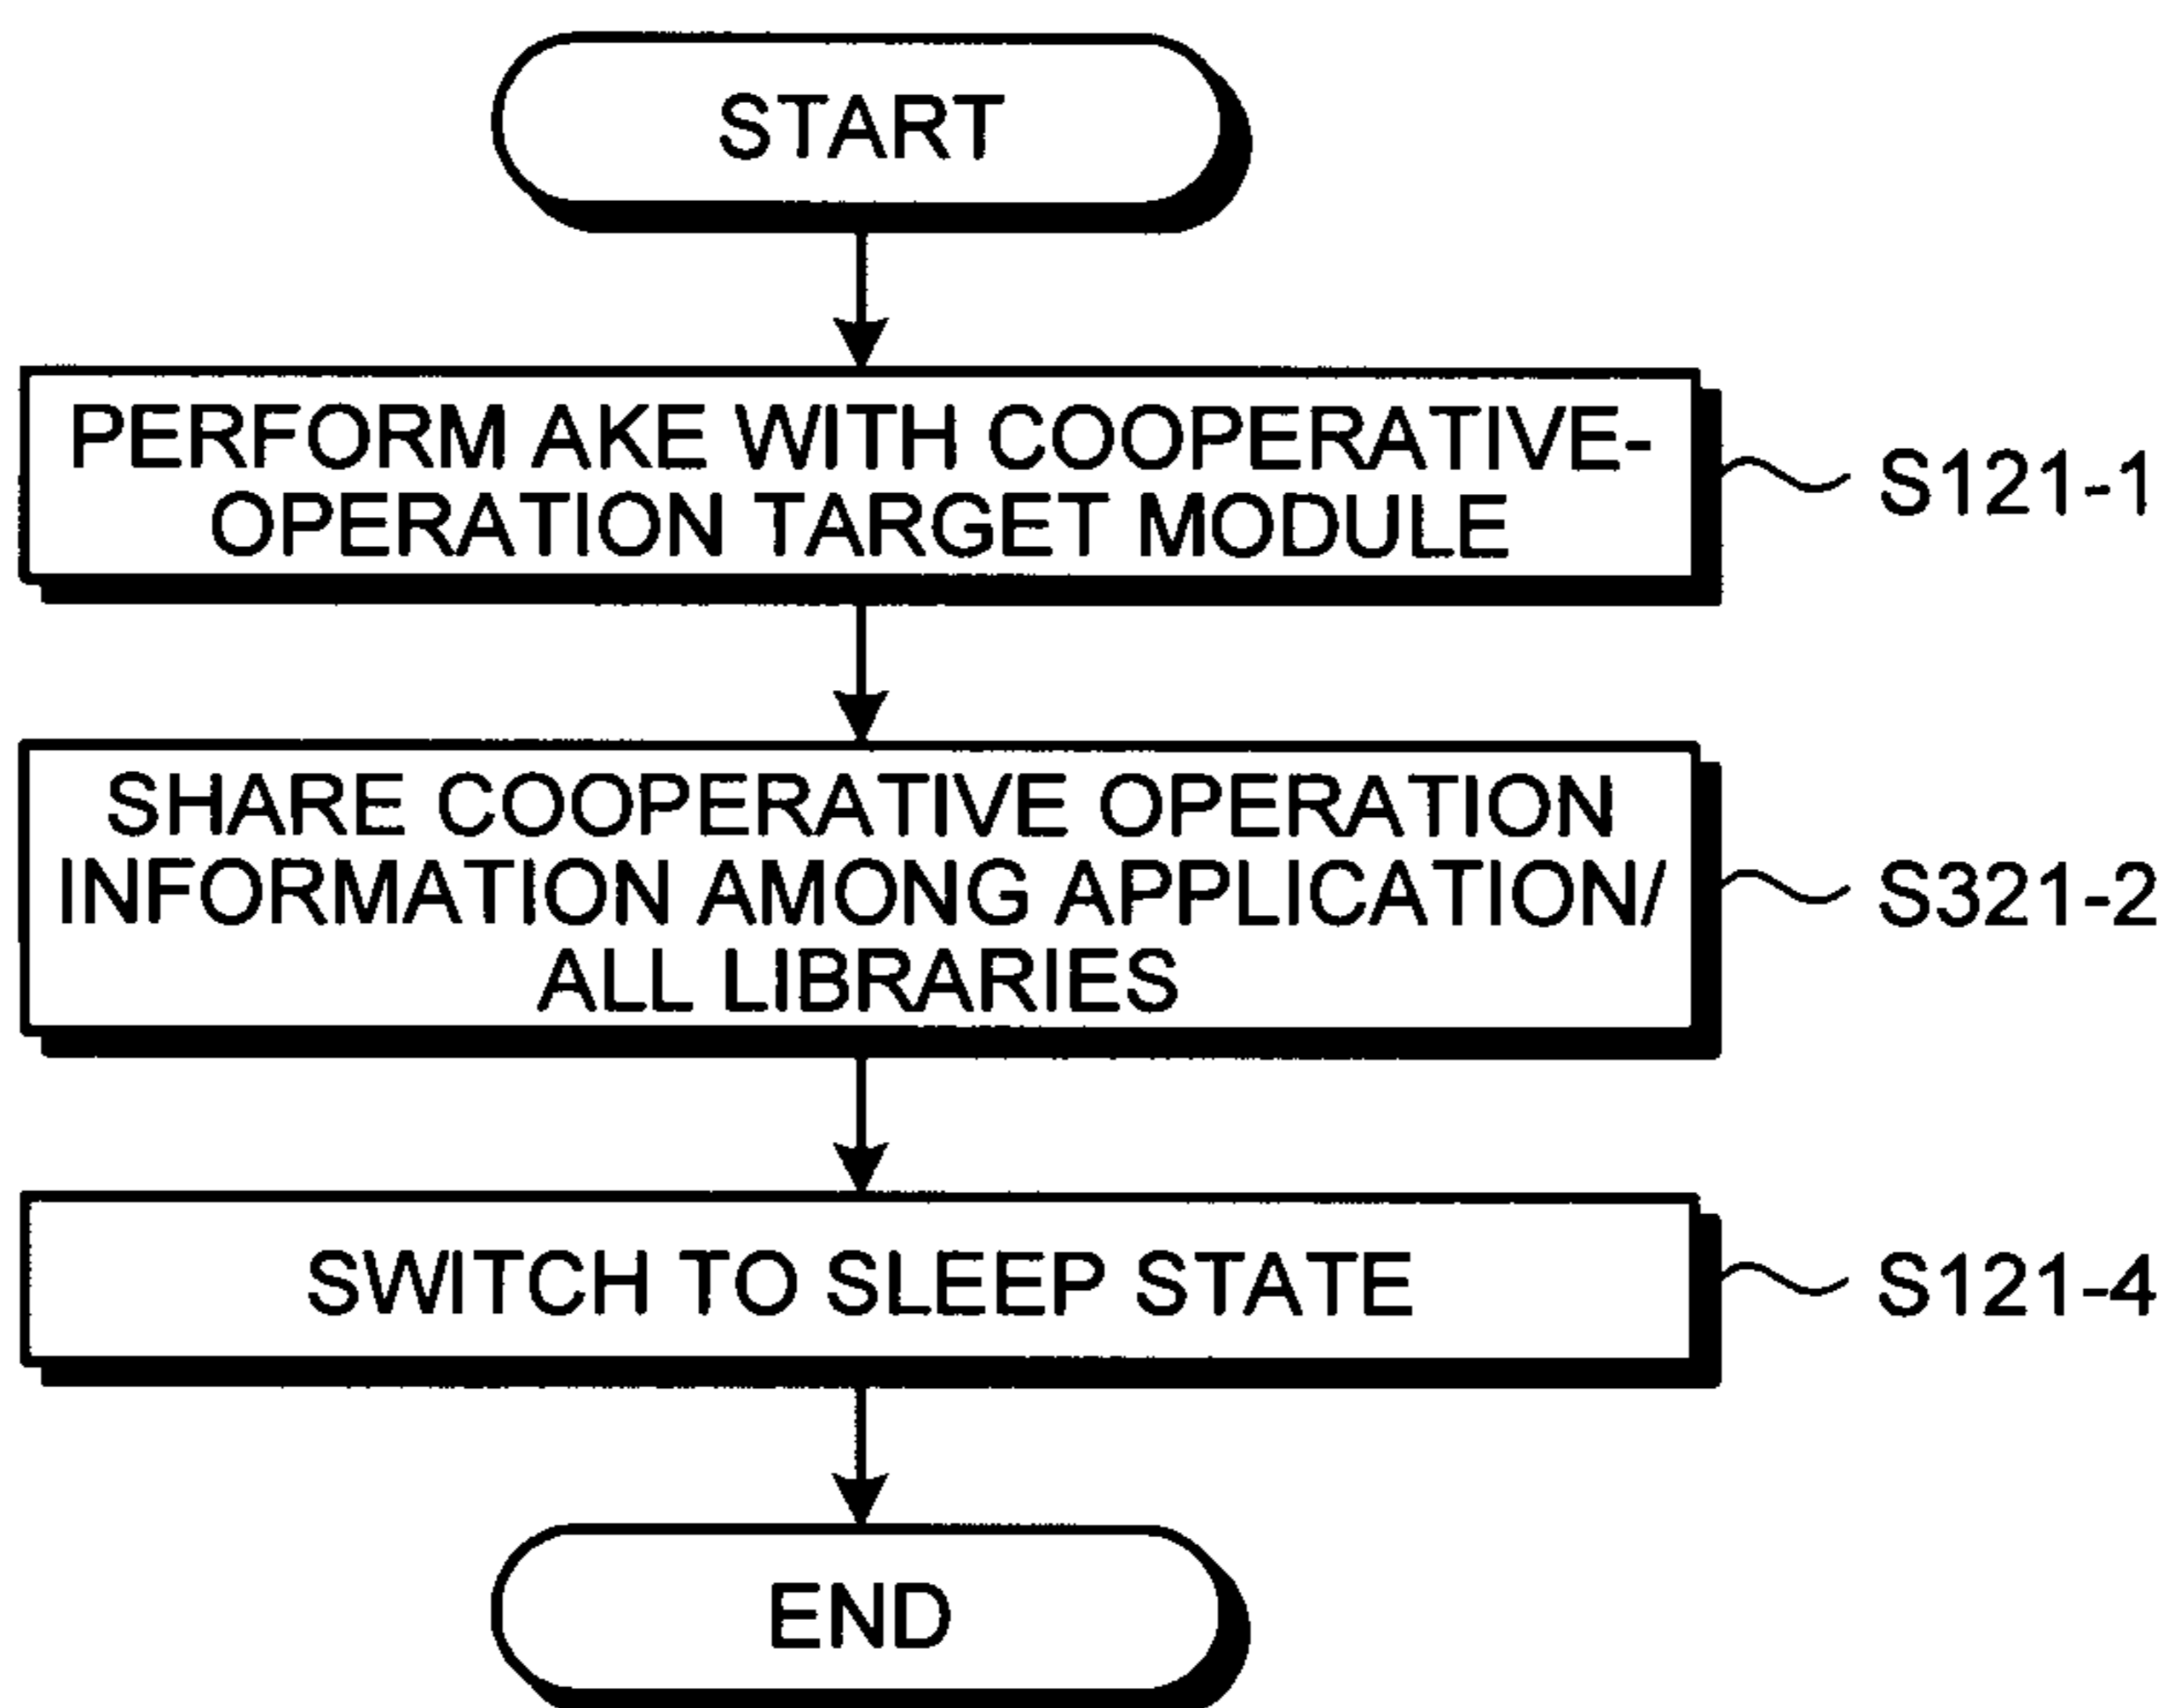 START
PERFORM AKE WITH COOPERATIVE-
OPERATION TARGET MODULE
S121-1
SHARE COOPERATIVE OPERATION
INFORMATION AMONG APPLICATION/
ALL LIBRARIES
S321-2
SWITCH TO SLEEP STATE
S121-4
END